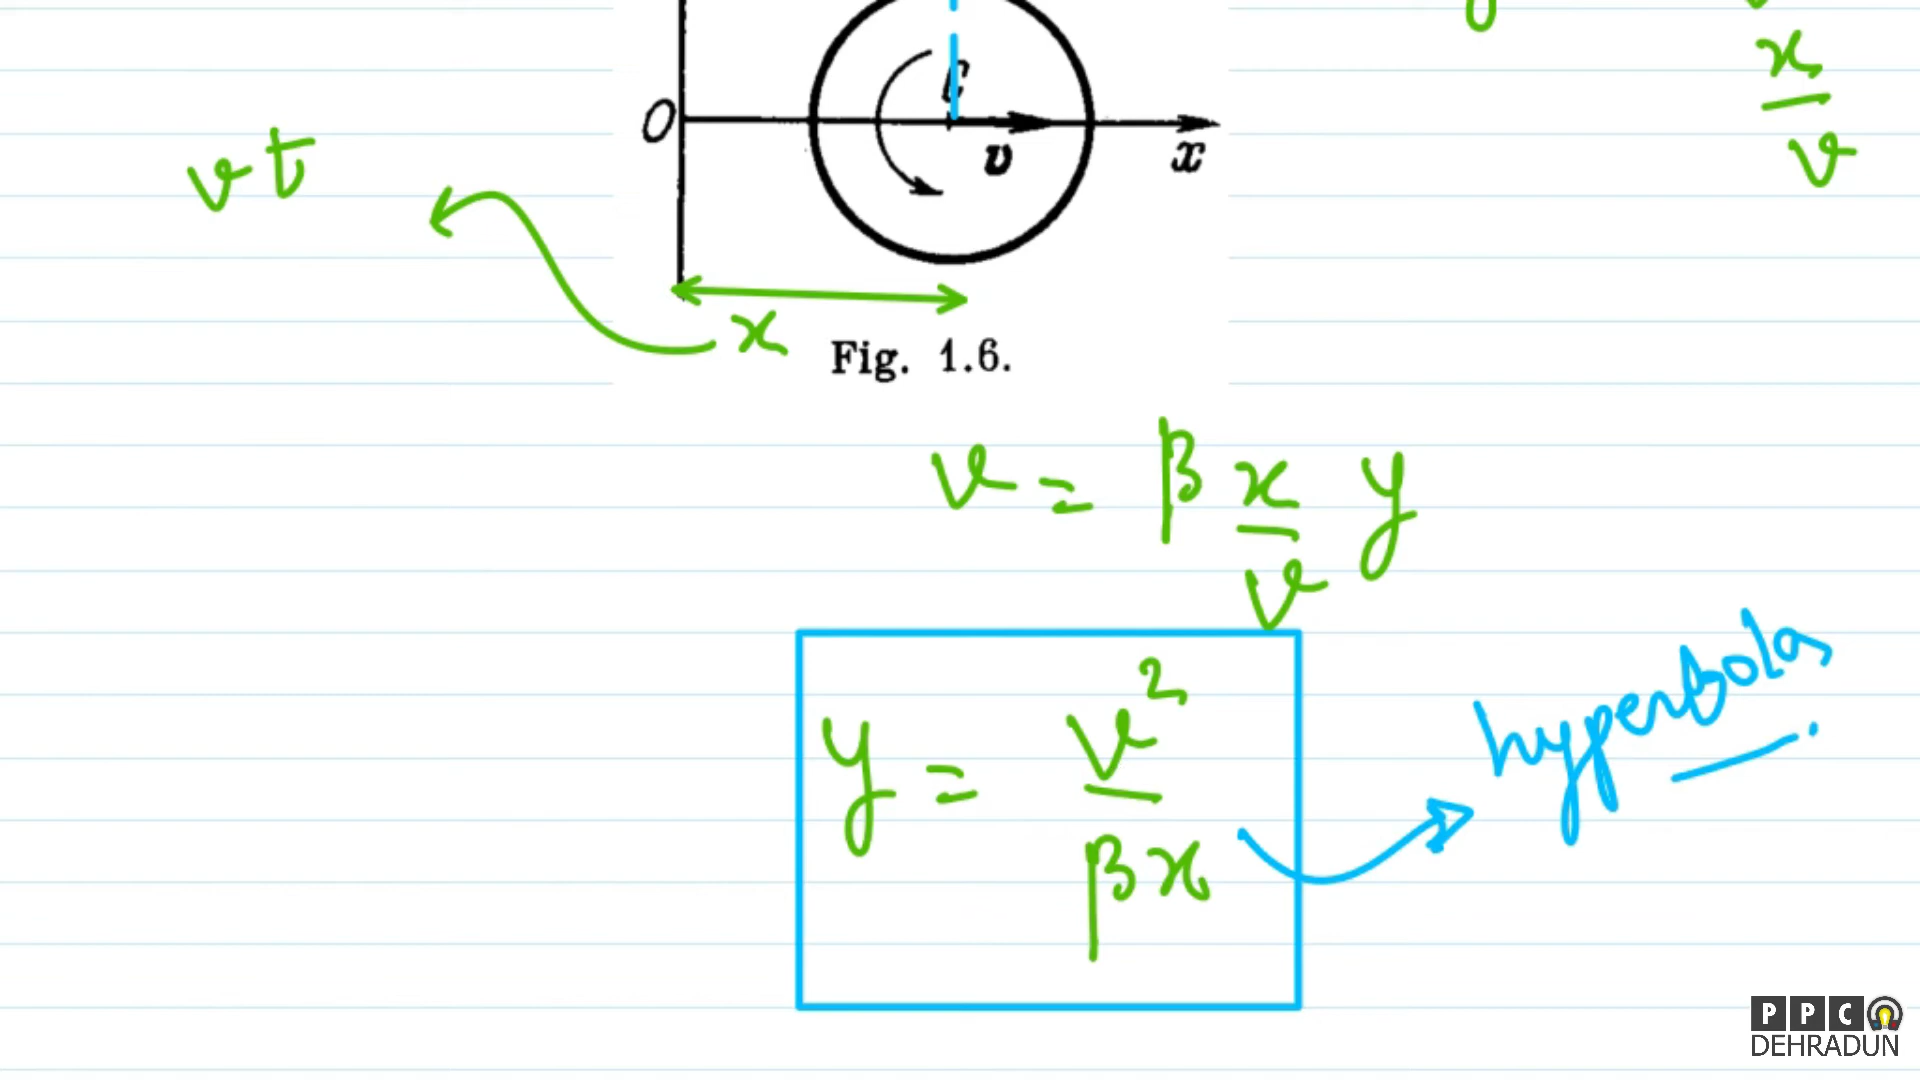 y
x
v
C
O
v
x
vt
x
Fig. 1.6.
v = β x/v y
y = v²/βx
hyperbola.
PPC
DEHRADUN